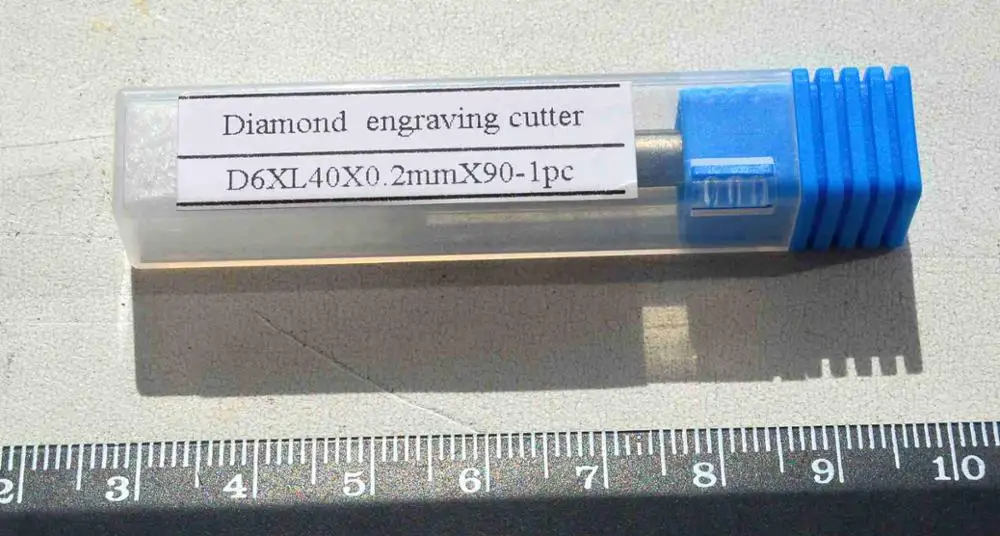 Diamond engraving cutter
D6XL40X0.2mmX90-1pc
2 3 4 5 6 7 8 9 10